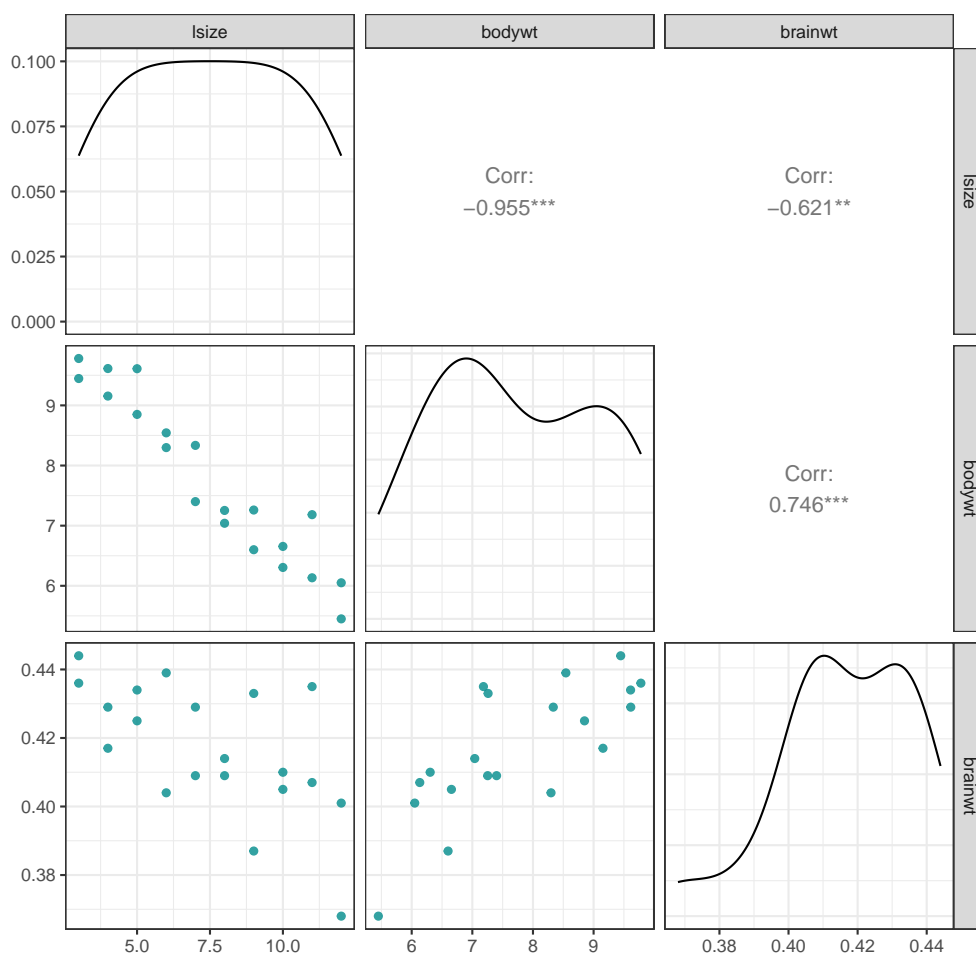 lsize
bodywt
brainwt
0.100
0.075
0.050
0.025
0.000
Corr:
−0.955***
Corr:
−0.621**
lsize
9
8
7
6
Corr:
0.746***
bodywt
0.44
0.42
0.40
0.38
brainwt
5.0 7.5 10.0
6 7 8 9
0.38 0.40 0.42 0.44